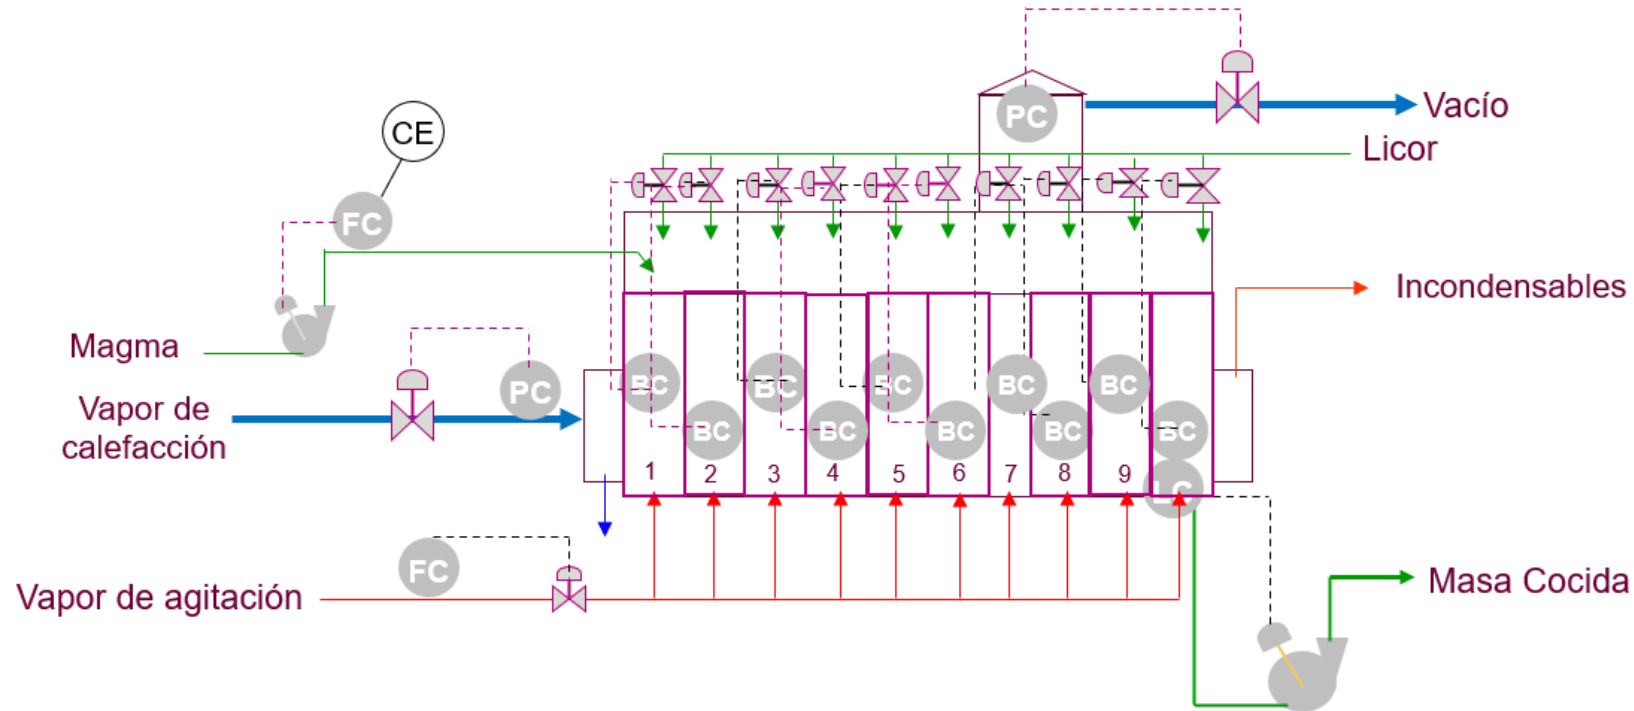 PC
Vacío
CE
Licor
FC
Incondensables
Magma
PC
BC
BC
BC
BC
BC
Vapor de
calefacción
BC
BC
BC
BC
BC
1
2
3
4
5
6
7
8
9
LC
FC
Vapor de agitación
Masa Cocida